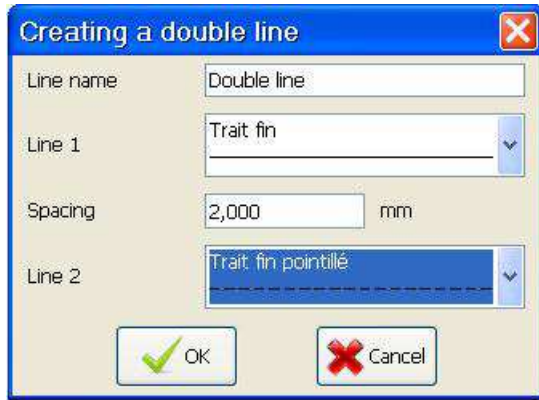 Creating a double line
Line name Double line
Line 1 Trait fin
Spacing 2,000 mm
Line 2 Trait fin pointillé
OK Cancel